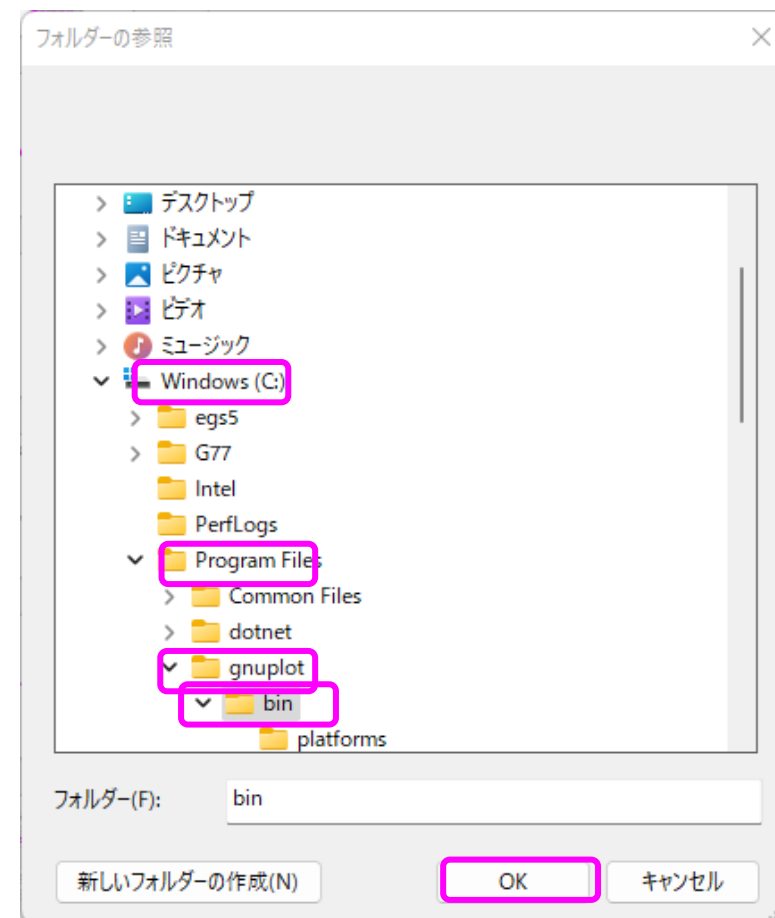 フォルダーの参照
デスクトップ
ドキュメント
ピクチャ
ビデオ
ミュージック
Windows (C:)
egs5
G77
Intel
PerfLogs
Program Files
Common Files
dotnet
gnuplot
bin
platforms
フォルダー(F): bin
新しいフォルダーの作成(N) OK キャンセル